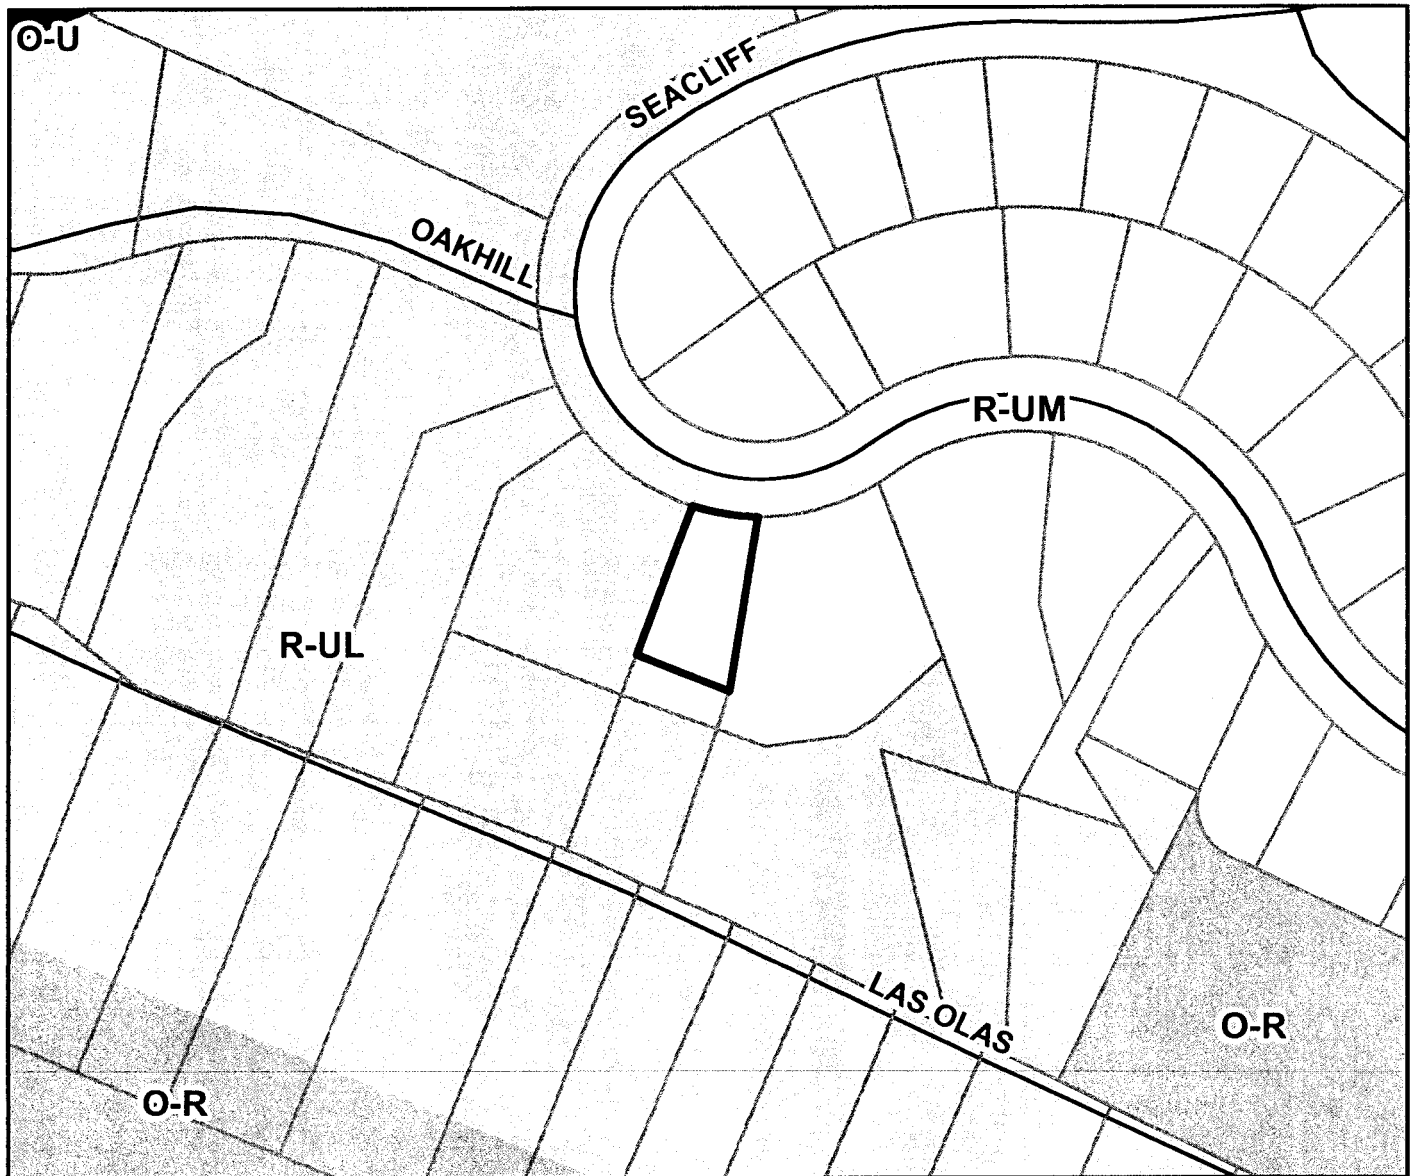 O-U
SEACLIFF
OAKHILL
R-UM
R-UL
LAS OLAS
O-R
O-R